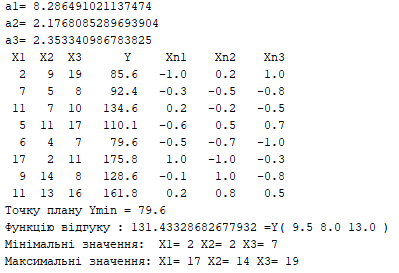 a1= 8.286491021137474
a2= 2.1768085289693904
a3= 2.353340986783825
X1 X2 X3 Y Xn1 Xn2 Xn3
2 9 19 85.6 -1.0 0.2 1.0
7 5 8 92.4 -0.3 -0.5 -0.8
11 7 10 134.6 0.2 -0.2 -0.5
5 11 17 110.1 -0.6 0.5 0.7
6 4 7 79.6 -0.5 -0.7 -1.0
17 2 11 175.8 1.0 -1.0 -0.3
9 14 8 128.6 -0.1 1.0 -0.8
11 13 16 161.8 0.2 0.8 0.5
Точку плану Ymin = 79.6
Функцію відруку : 131.43328682677932 =Y( 9.5 8.0 13.0 )
Мінімальні значення: X1= 2 X2= 2 X3= 7
Максимальні значення: X1= 17 X2= 14 X3= 19